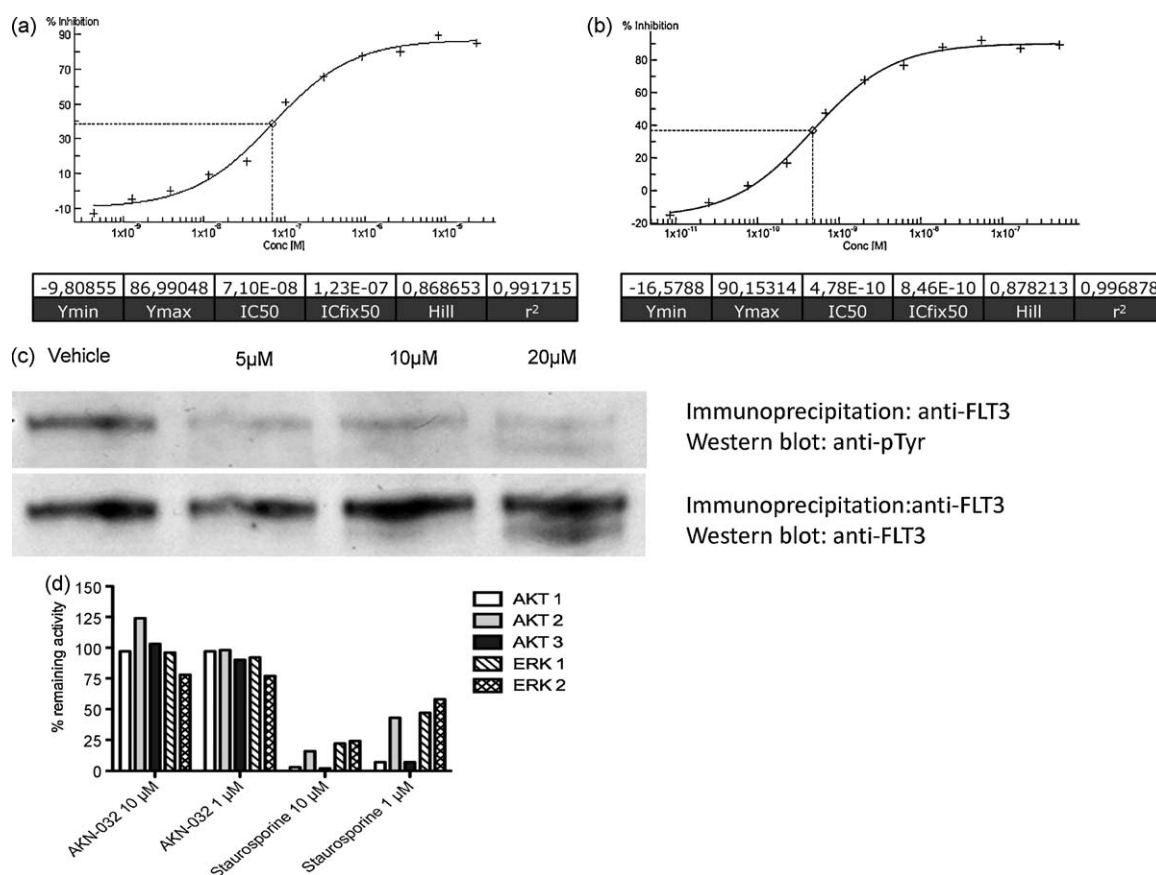 (a)
% Inhibition
90
70
50
30
10
-10
1x10⁻⁹ 1x10⁻⁸ 1x10⁻⁷ 1x10⁻⁶ 1x10⁻⁵
Conc [M]
-9,80855 86,99048 7,10E-08 1,23E-07 0,868653 0,991715
Ymin Ymax IC50 ICfix50 Hill r²
(b)
% Inhibition
80
60
40
20
0
-20
1x10⁻¹¹ 1x10⁻¹⁰ 1x10⁻⁹ 1x10⁻⁸ 1x10⁻⁷
Conc [M]
-16,5788 90,15314 4,78E-10 8,46E-10 0,878213 0,996878
Ymin Ymax IC50 ICfix50 Hill r²
(c) Vehicle 5µM 10µM 20µM
Immunoprecipitation: anti-FLT3
Western blot: anti-pTyr
Immunoprecipitation:anti-FLT3
Western blot: anti-FLT3
(d)
% remaining activity
150
125
100
75
50
25
0
AKN-032 10 µM
AKN-032 1 µM
Staurosporine 10 µM
Staurosporine 1 µM
AKT 1
AKT 2
AKT 3
ERK 1
ERK 2